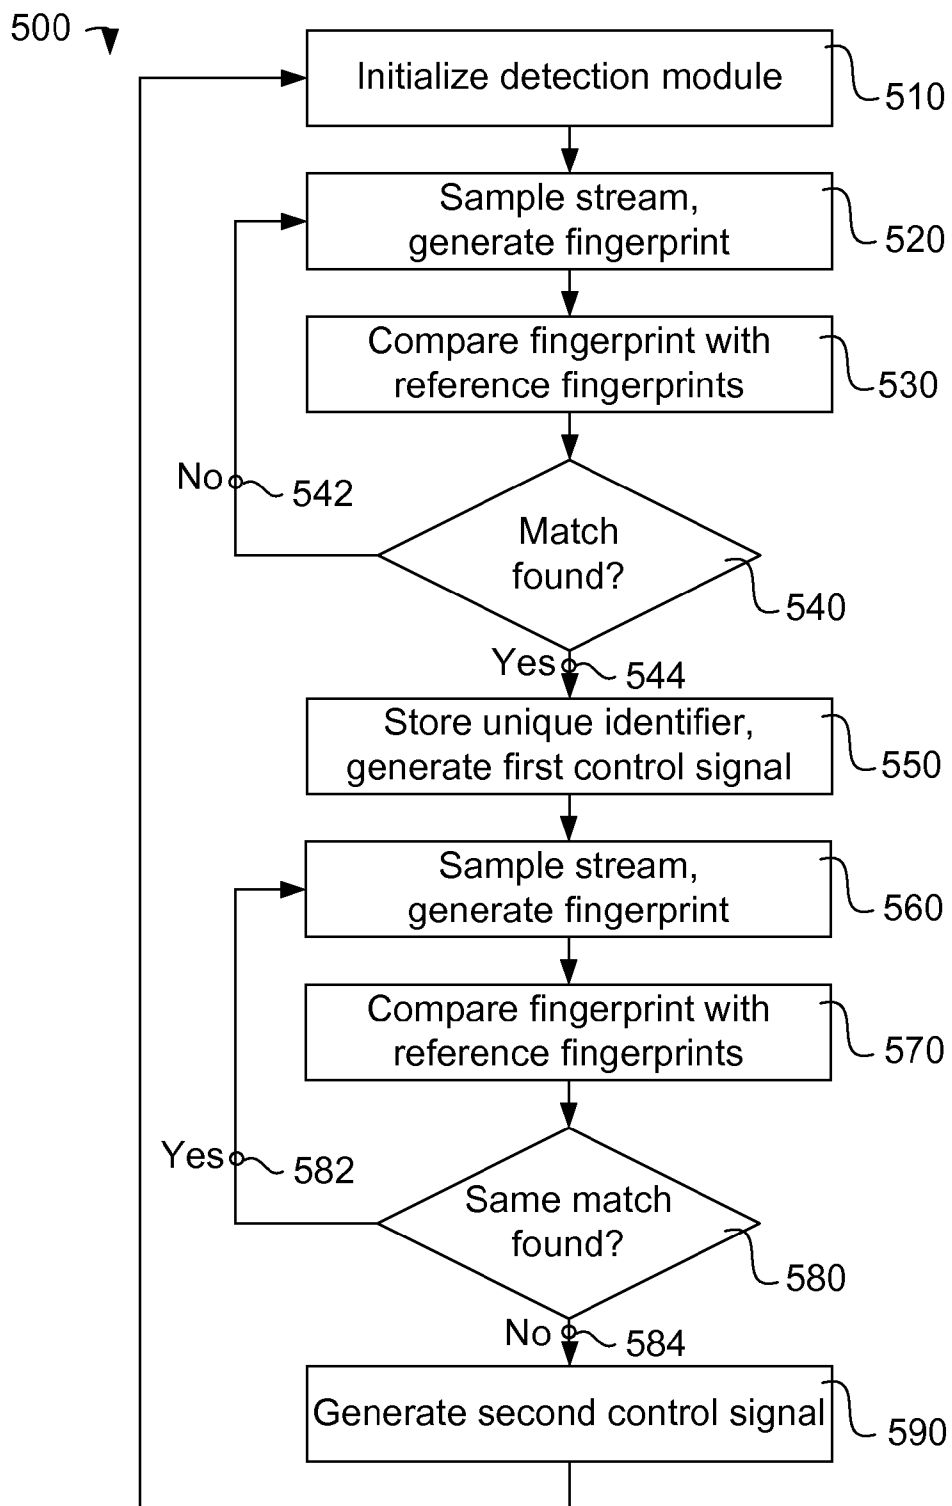 500
Initialize detection module
510
Sample stream,
generate fingerprint
520
Compare fingerprint with
reference fingerprints
530
No
542
Match
found?
540
Yes
544
Store unique identifier,
generate first control signal
550
Sample stream,
generate fingerprint
560
Compare fingerprint with
reference fingerprints
570
Yes
582
Same match
found?
580
No
584
Generate second control signal
590